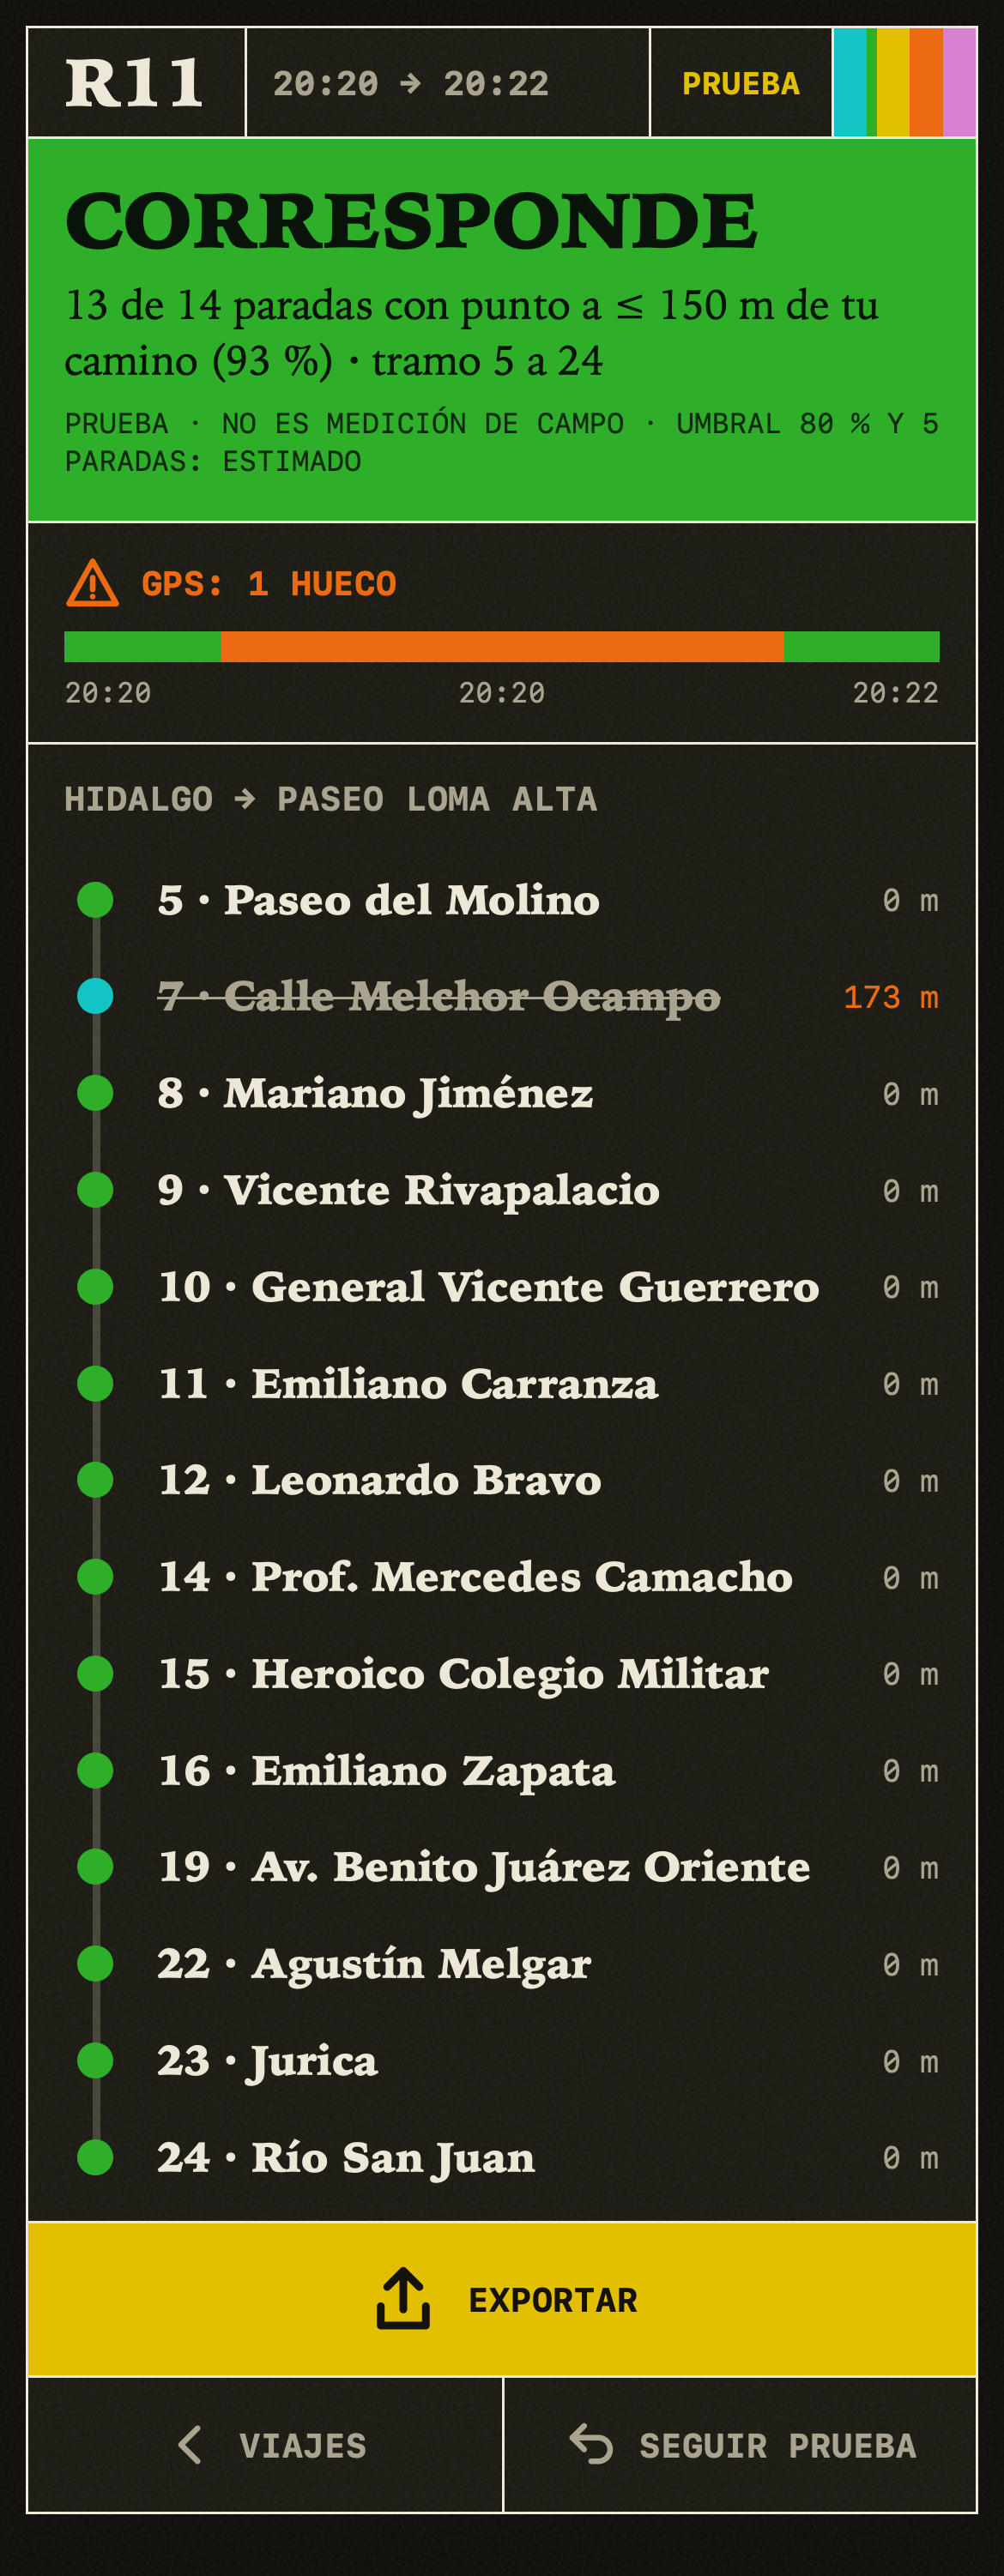 R11
20:20 → 20:22
PRUEBA
CORRESPONDE
13 de 14 paradas con punto a ≤ 150 m de tu
camino (93 %) · tramo 5 a 24
PRUEBA · NO ES MEDICIÓN DE CAMPO · UMBRAL 80 % Y 5
PARADAS: ESTIMADO
GPS: 1 HUECO
20:20 20:20 20:22
HIDALGO → PASEO LOMA ALTA
5 · Paseo del Molino 0 m
7 · Calle Melchor Ocampo 173 m
8 · Mariano Jiménez 0 m
9 · Vicente Rivapalacio 0 m
10 · General Vicente Guerrero 0 m
11 · Emiliano Carranza 0 m
12 · Leonardo Bravo 0 m
14 · Prof. Mercedes Camacho 0 m
15 · Heroico Colegio Militar 0 m
16 · Emiliano Zapata 0 m
19 · Av. Benito Juárez Oriente 0 m
22 · Agustín Melgar 0 m
23 · Jurica 0 m
24 · Río San Juan 0 m
EXPORTAR
VIAJES
SEGUIR PRUEBA